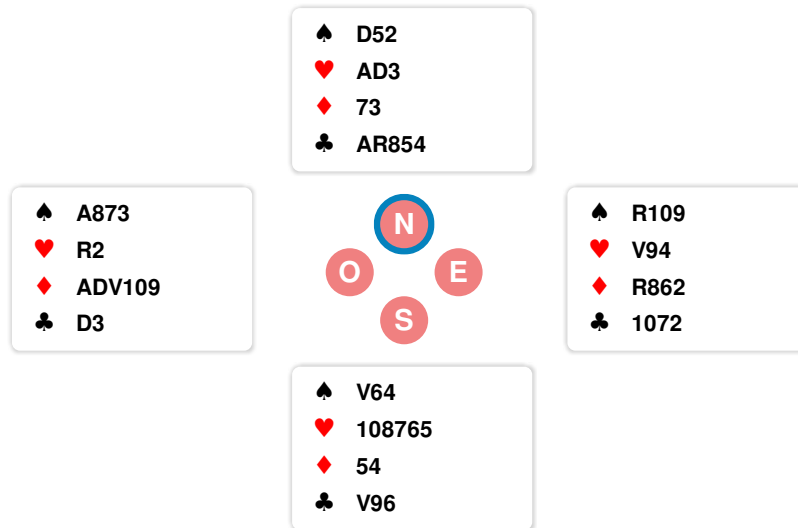 ♠ D52
♥ AD3
♦ 73
♣ AR854
♠ A873
♥ R2
♦ ADV109
♣ D3
N
O E
S
♠ R109
♥ V94
♦ R862
♣ 1072
♠ V64
♥ 108765
♦ 54
♣ V96